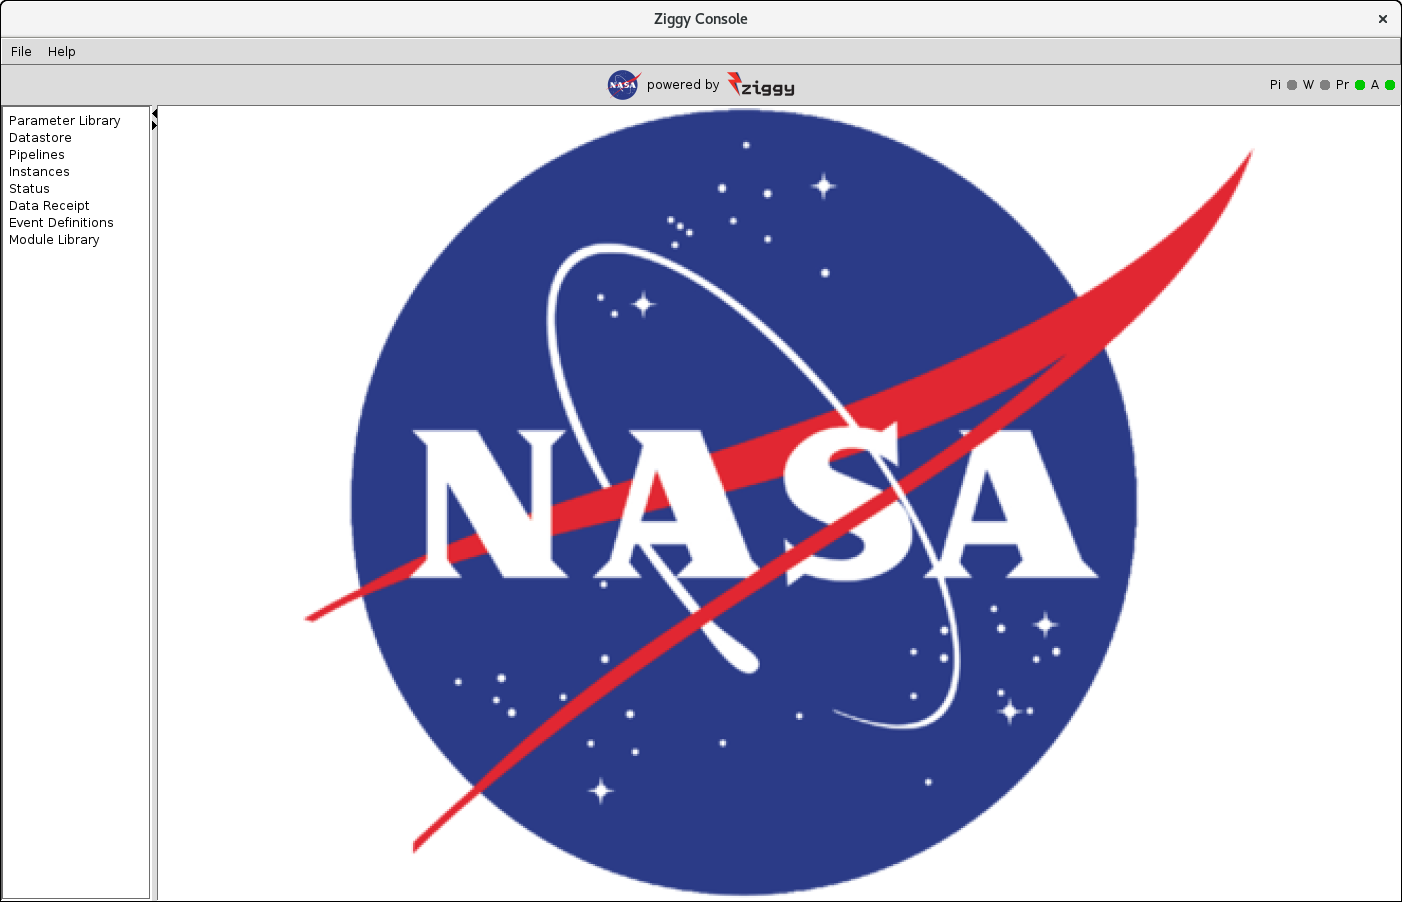 Ziggy Console
File Help
NASA powered by ziggy Pi W Pr A
Parameter Library
Datastore
Pipelines
Instances
Status
Data Receipt
Event Definitions
Module Library
NASA